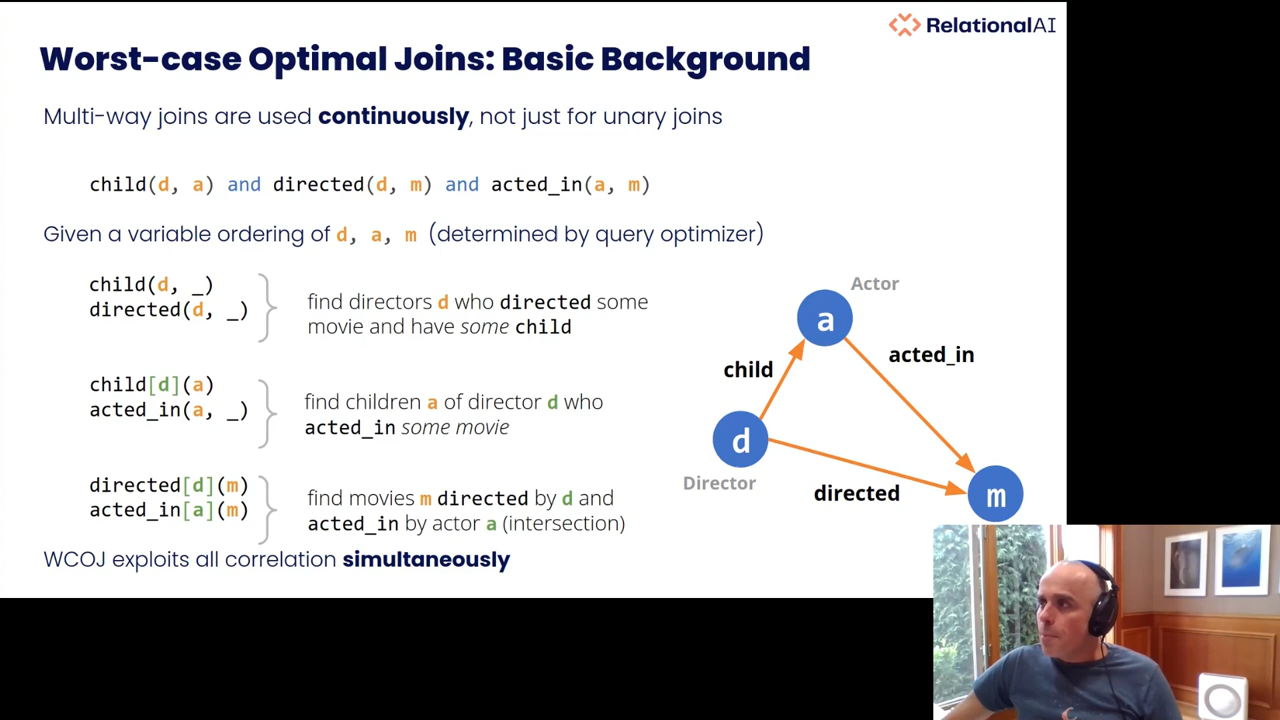 RelationalAI
Worst-case Optimal Joins: Basic Background
Multi-way joins are used continuously, not just for unary joins
child(d, a) and directed(d, m) and acted_in(a, m)
Given a variable ordering of d, a, m (determined by query optimizer)
child(d, _)
directed(d, _)
find directors d who directed some
movie and have some child
child[d](a)
acted_in(a, _)
find children a of director d who
acted_in some movie
directed[d](m)
acted_in[a](m)
find movies m directed by d and
acted_in by actor a (intersection)
WCOJ exploits all correlation simultaneously
Actor
a
child
acted_in
d
Director
directed
m